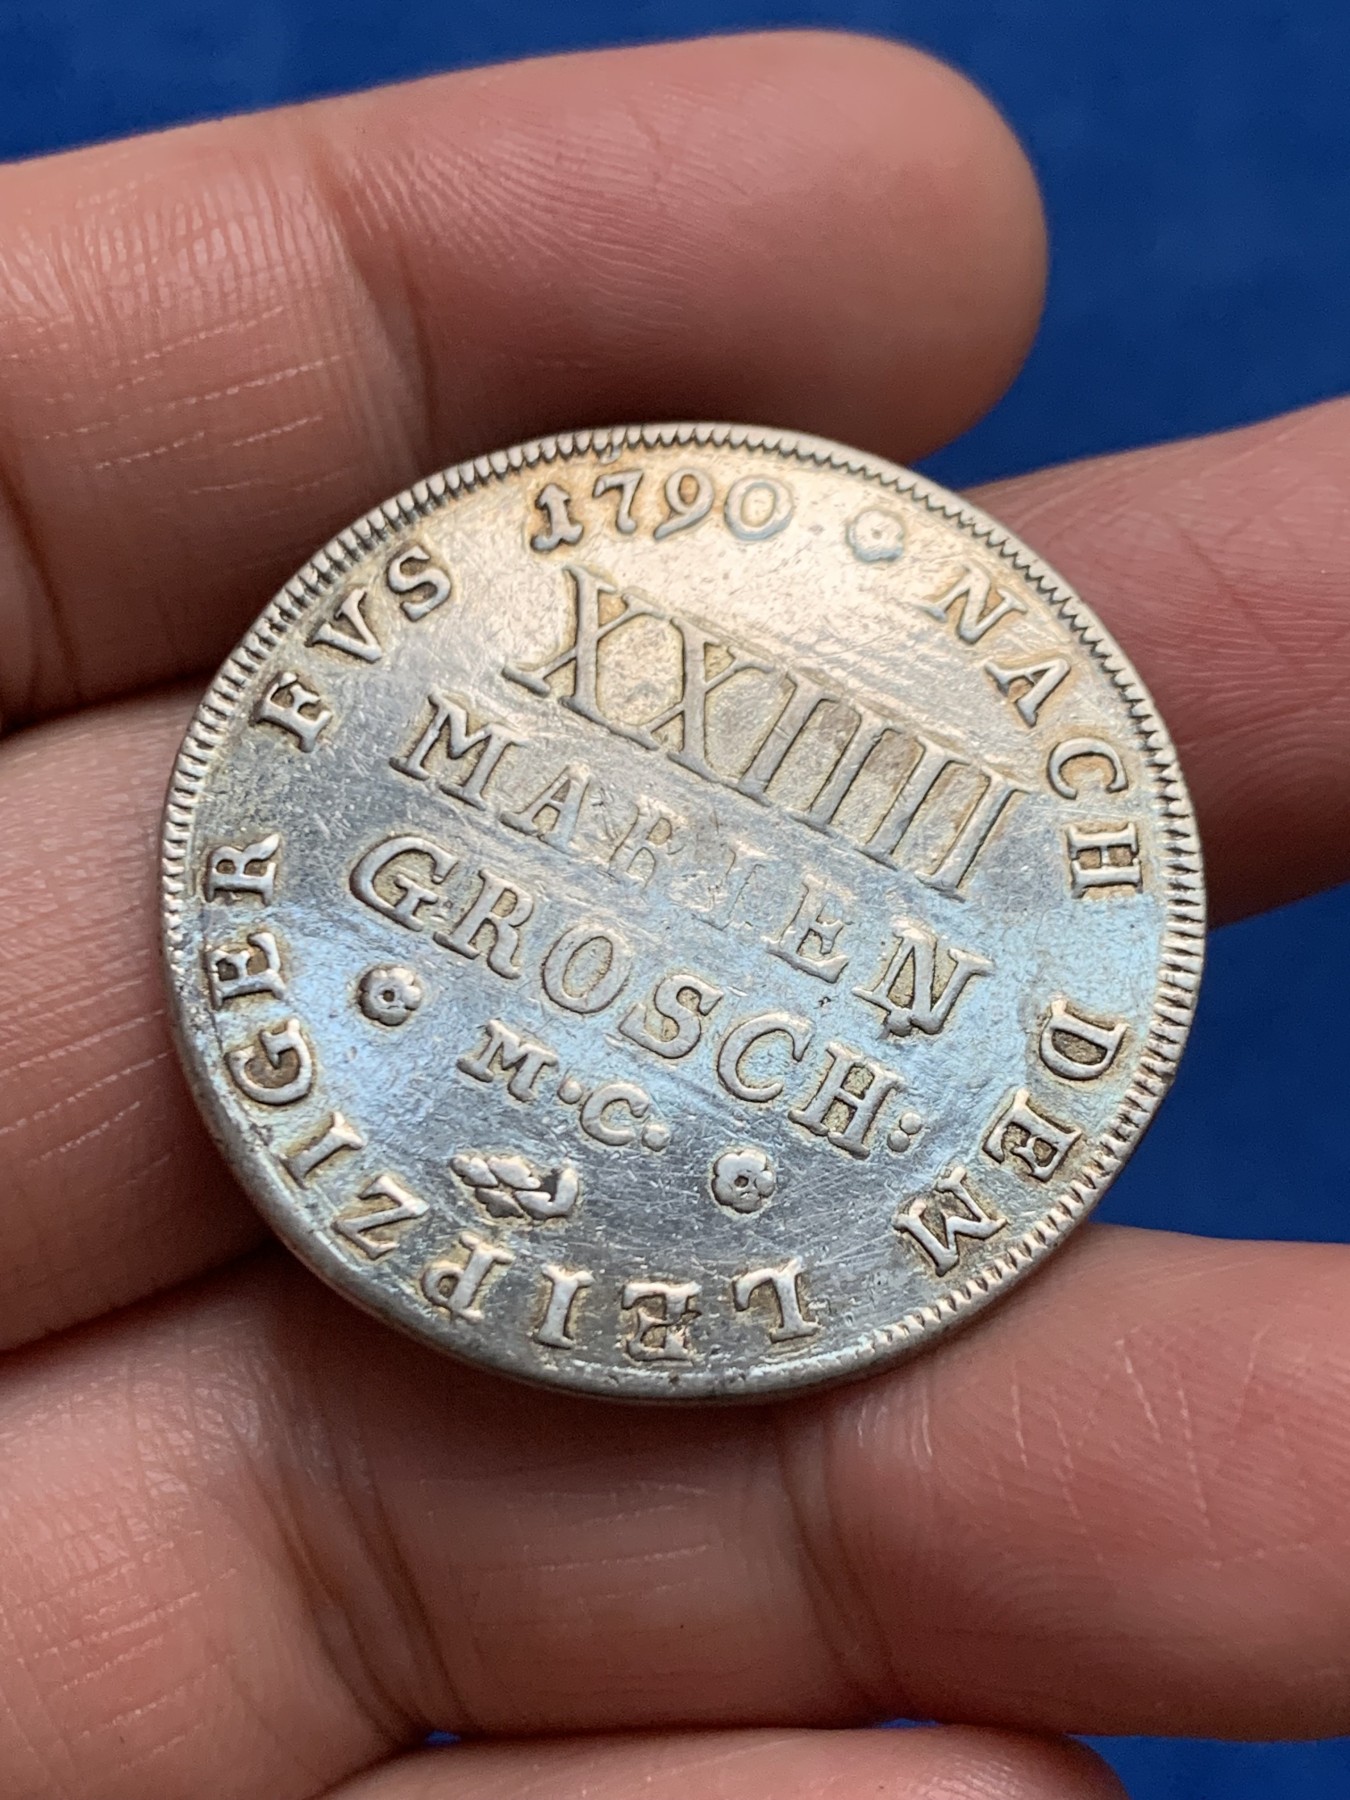 NACH DEM LEIPZIGER FVS 1790
XXIIII
MARIEN
GROSCH:
M.C.